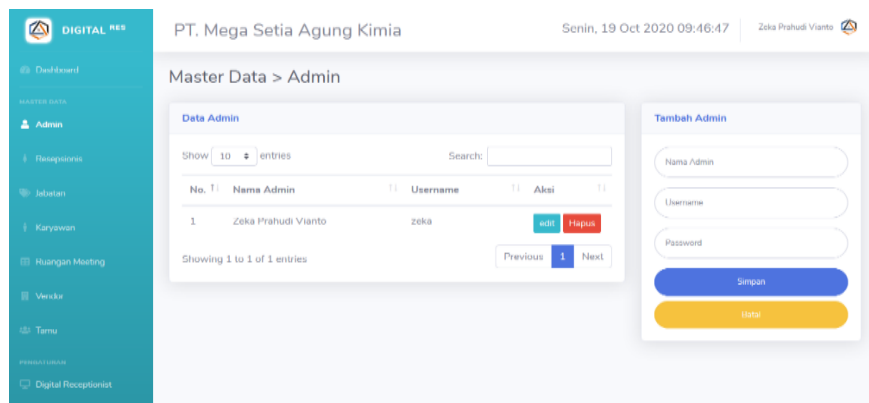 DIGITAL RES
PT. Mega Setia Agung Kimia
Senin, 19 Oct 2020 09:46:47
Zeka Prahudi Vianto
Dashboard
MASTER DATA
Admin
Resepsionis
Jabatan
Karyawan
Ruangan Meeting
Vendor
Tamu
PENGATURAN
Digital Receptionist
Master Data > Admin
Data Admin
Show 10 entries
Search:
No. Nama Admin Username Aksi
1 Zeka Prahudi Vianto zeka edit Hapus
Showing 1 to 1 of 1 entries
Previous 1 Next
Tambah Admin
Nama Admin
Username
Password
Simpan
Batal